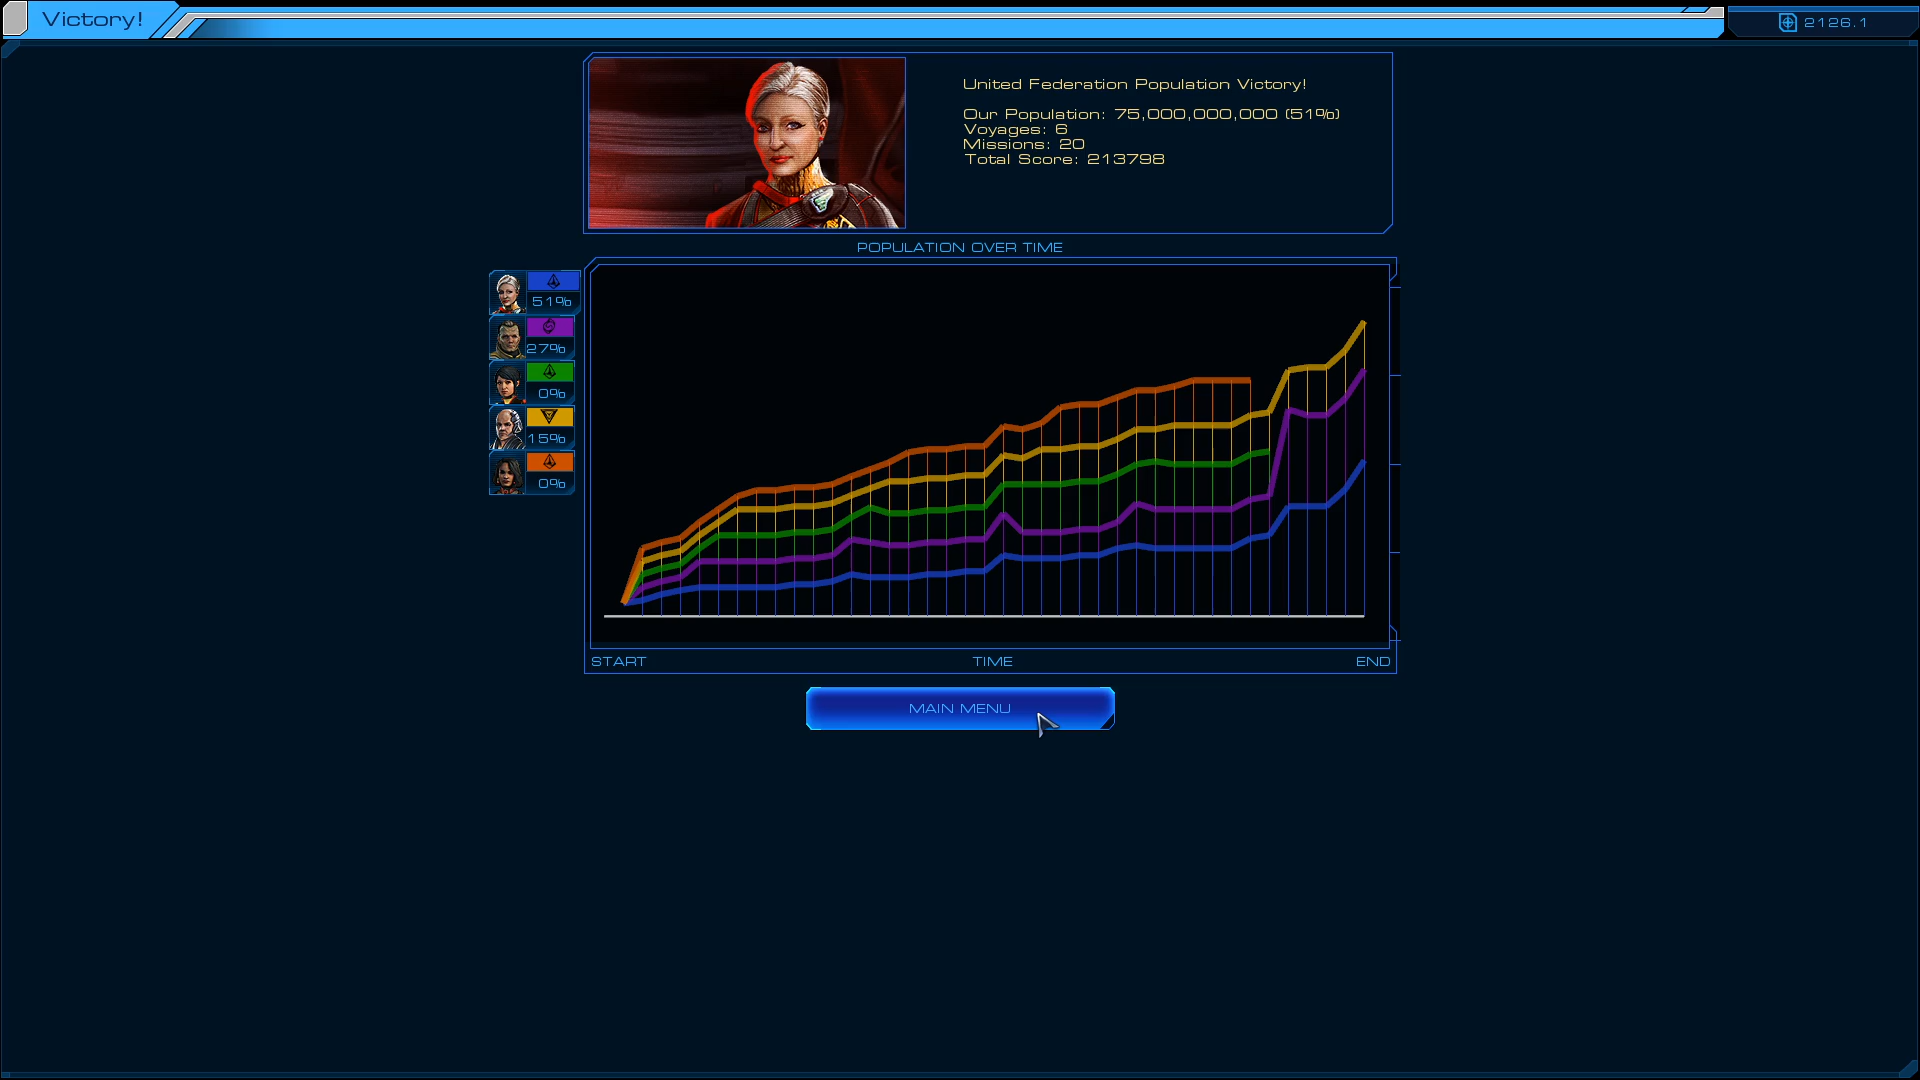 Victory!
2126.1
United Federation Population Victory!
Our Population: 75,000,000,000 (51%)
Voyages: 6
Missions: 20
Total Score: 213798
POPULATION OVER TIME
51%
27%
0%
15%
0%
START TIME END
MAIN MENU